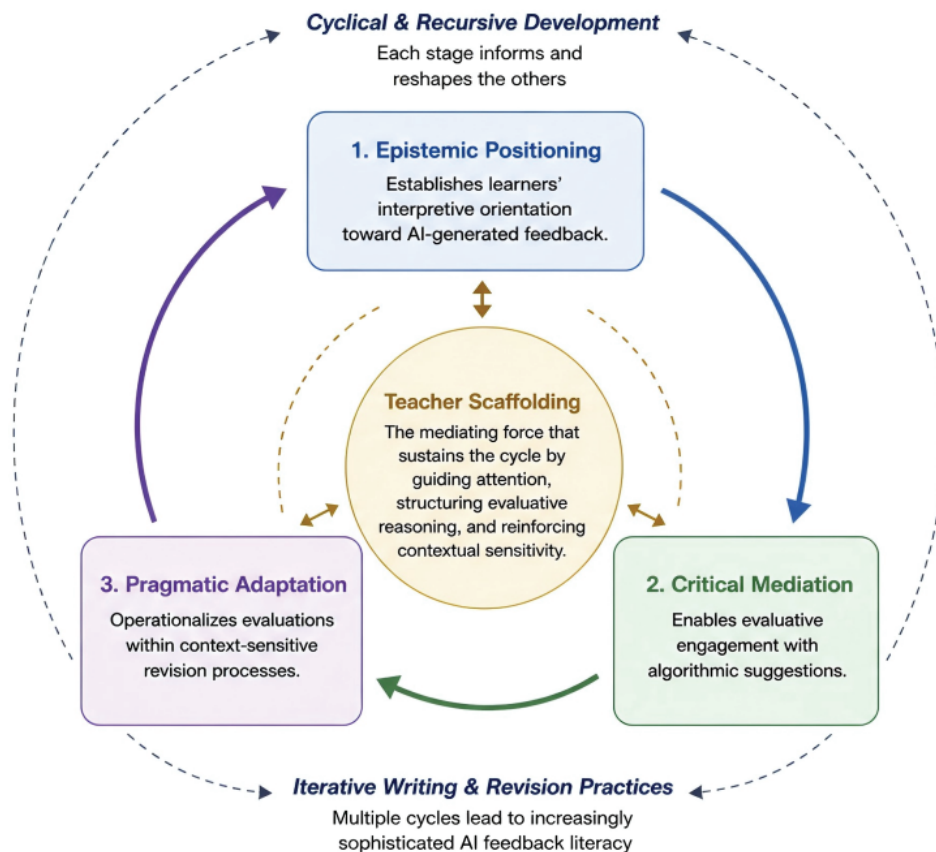 Cyclical & Recursive Development
Each stage informs and
reshapes the others
1. Epistemic Positioning
Establishes learners’
interpretive orientation
toward AI-generated feedback.
Teacher Scaffolding
The mediating force that
sustains the cycle by
guiding attention,
structuring evaluative
reasoning, and reinforcing
contextual sensitivity.
3. Pragmatic Adaptation
Operationalizes evaluations
within context-sensitive
revision processes.
2. Critical Mediation
Enables evaluative
engagement with
algorithmic suggestions.
Iterative Writing & Revision Practices
Multiple cycles lead to increasingly
sophisticated AI feedback literacy